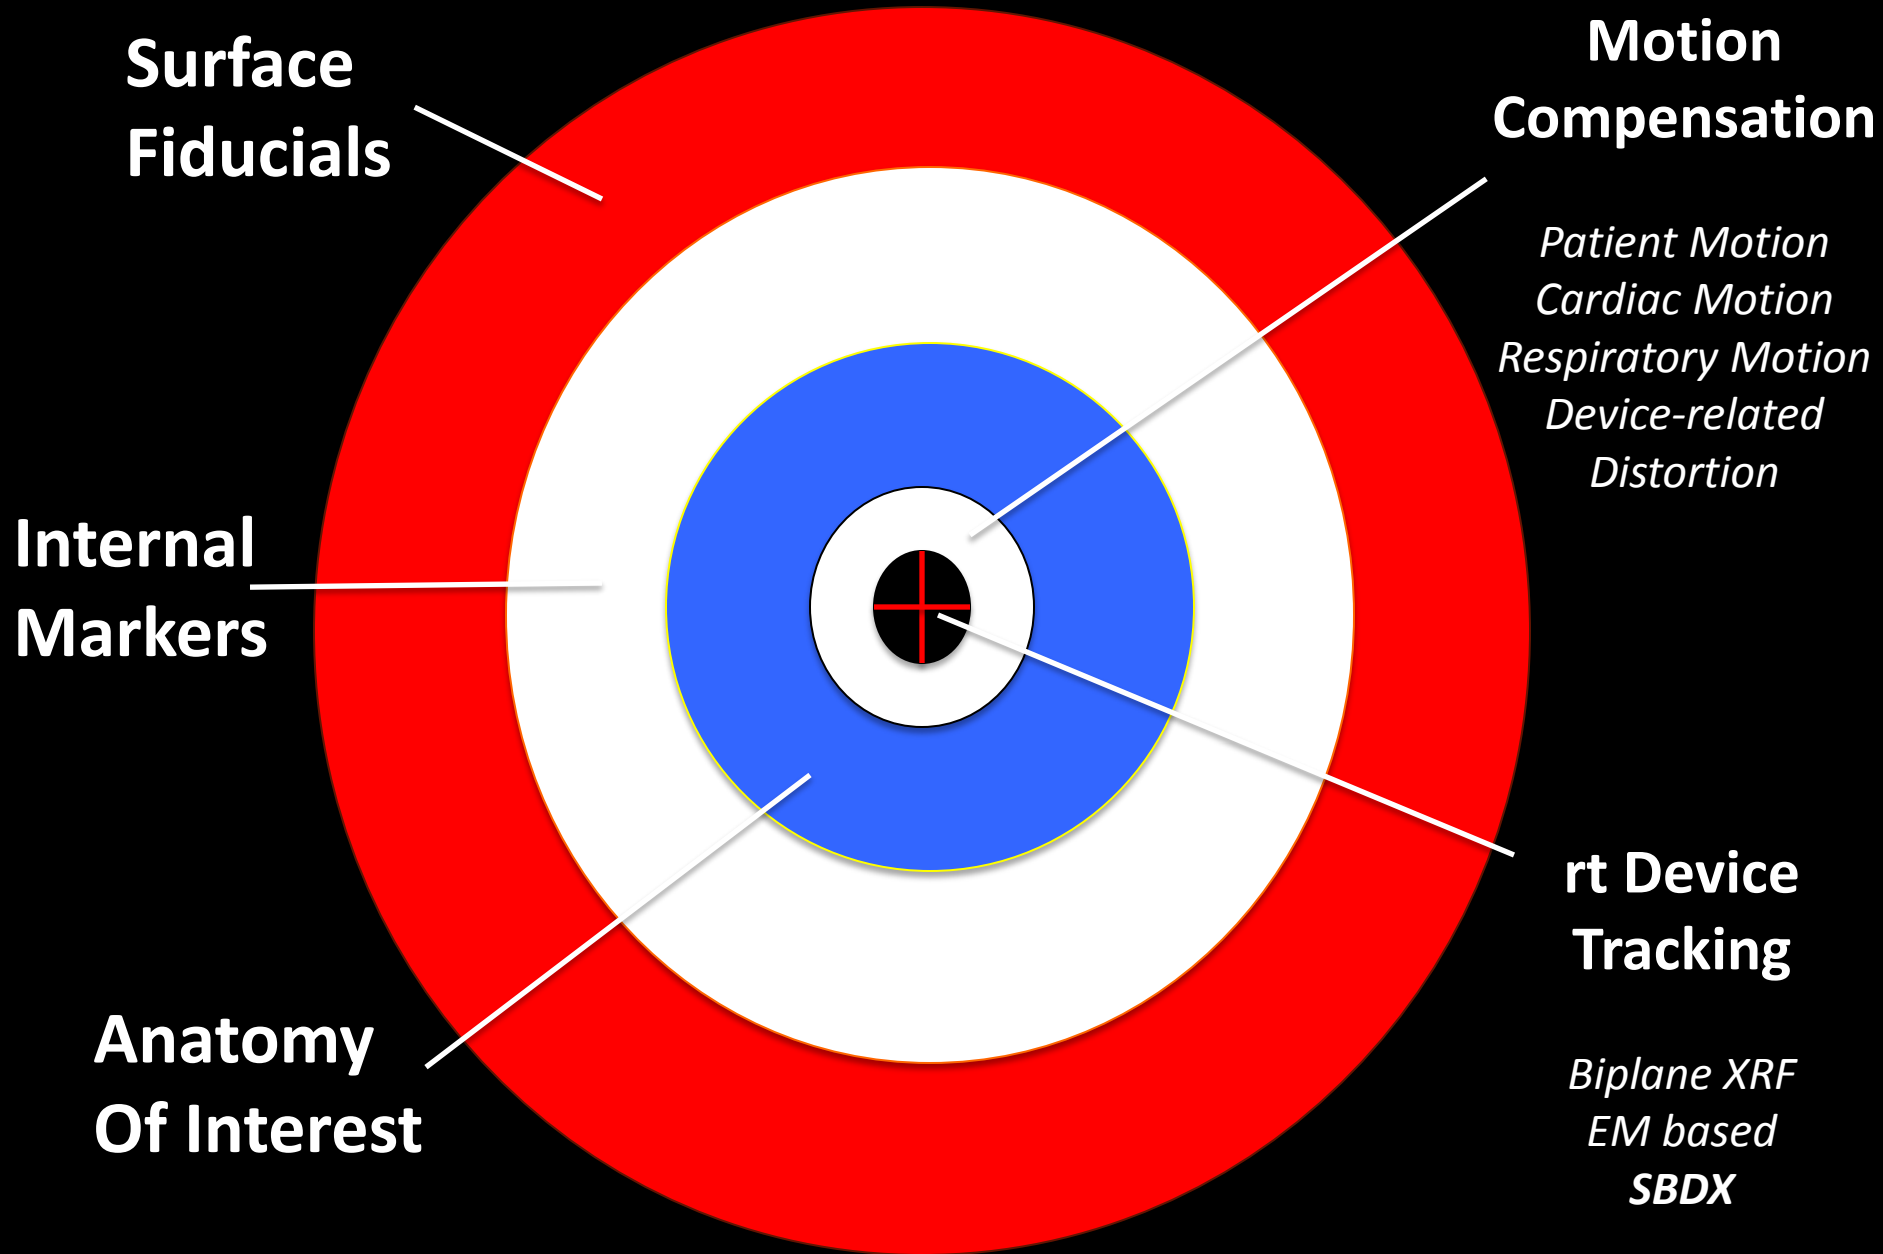 Surface
Fiducials
Motion
Compensation
Patient Motion
Cardiac Motion
Respiratory Motion
Device-related
Distortion
Internal
Markers
rt Device
Tracking
Anatomy
Of Interest
Biplane XRF
EM based
SBDX